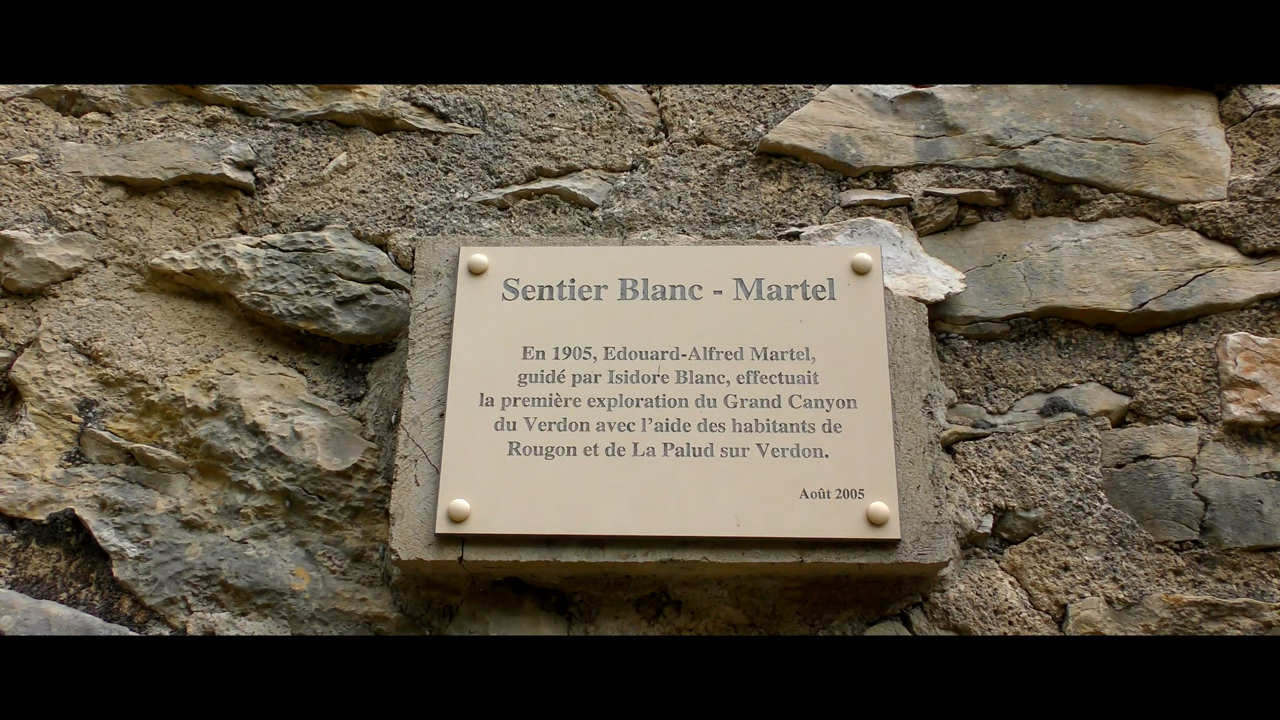 Sentier Blanc - Martel
En 1905, Edouard-Alfred Martel,
guidé par Isidore Blanc, effectuait
la première exploration du Grand Canyon
du Verdon avec l'aide des habitants de
Rougon et de La Palud sur Verdon.
Août 2005